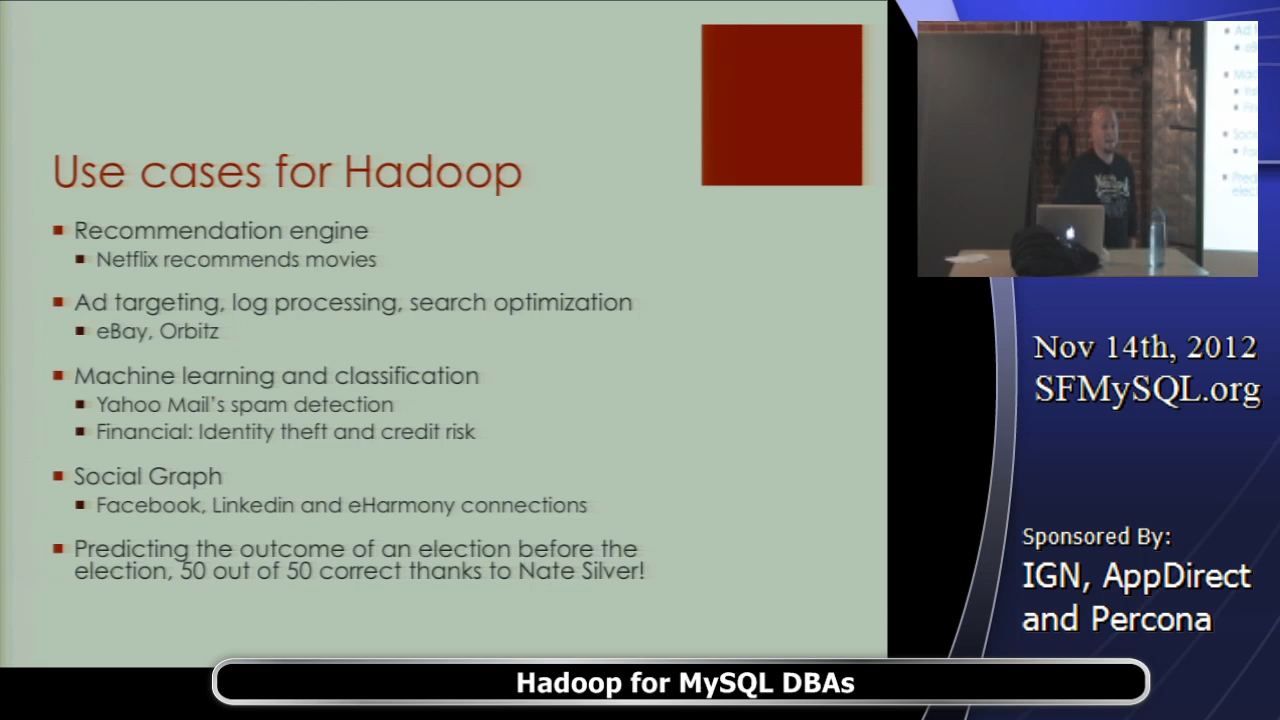 Use cases for Hadoop
Recommendation engine
Netflix recommends movies
Ad targeting, log processing, search optimization
eBay, Orbitz
Machine learning and classification
Yahoo Mail's spam detection
Financial: Identity theft and credit risk
Social Graph
Facebook, Linkedin and eHarmony connections
Predicting the outcome of an election before the
election, 50 out of 50 correct thanks to Nate Silver!
Nov 14th, 2012
SFMySQL.org
Sponsored By:
IGN, AppDirect
and Percona
Hadoop for MySQL DBAs